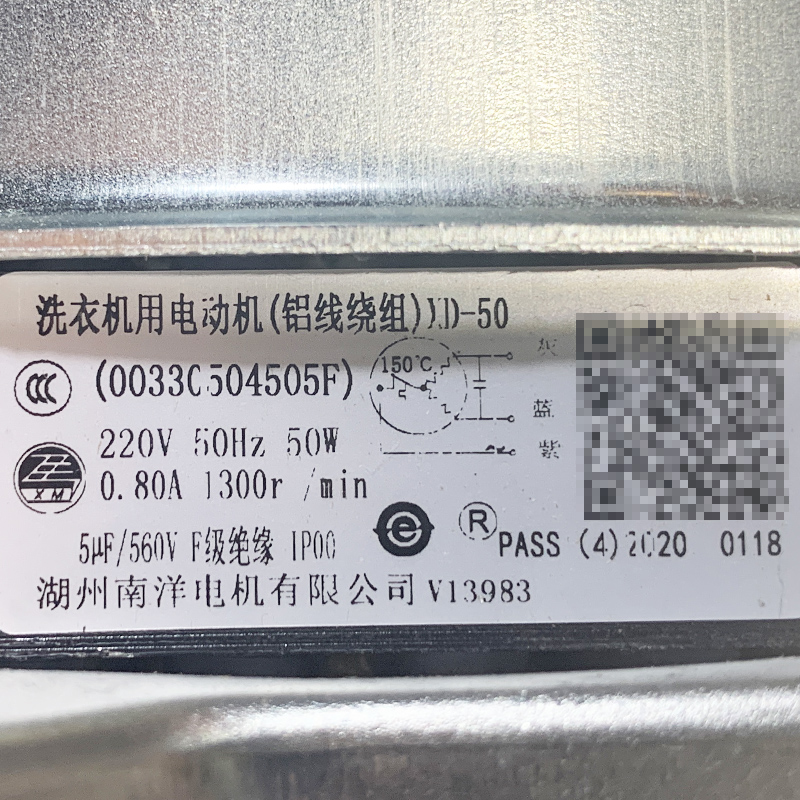 洗衣机用电动机(铝线绕组)XD-50
(00330504505F)
150℃
灰
蓝
紫
220V 50Hz 50W
XM
0.80A 1300r/min
5μF/560V F级绝缘 IP00
e
®
PASS (4)2020 0118
湖州南洋电机有限公司 V13983